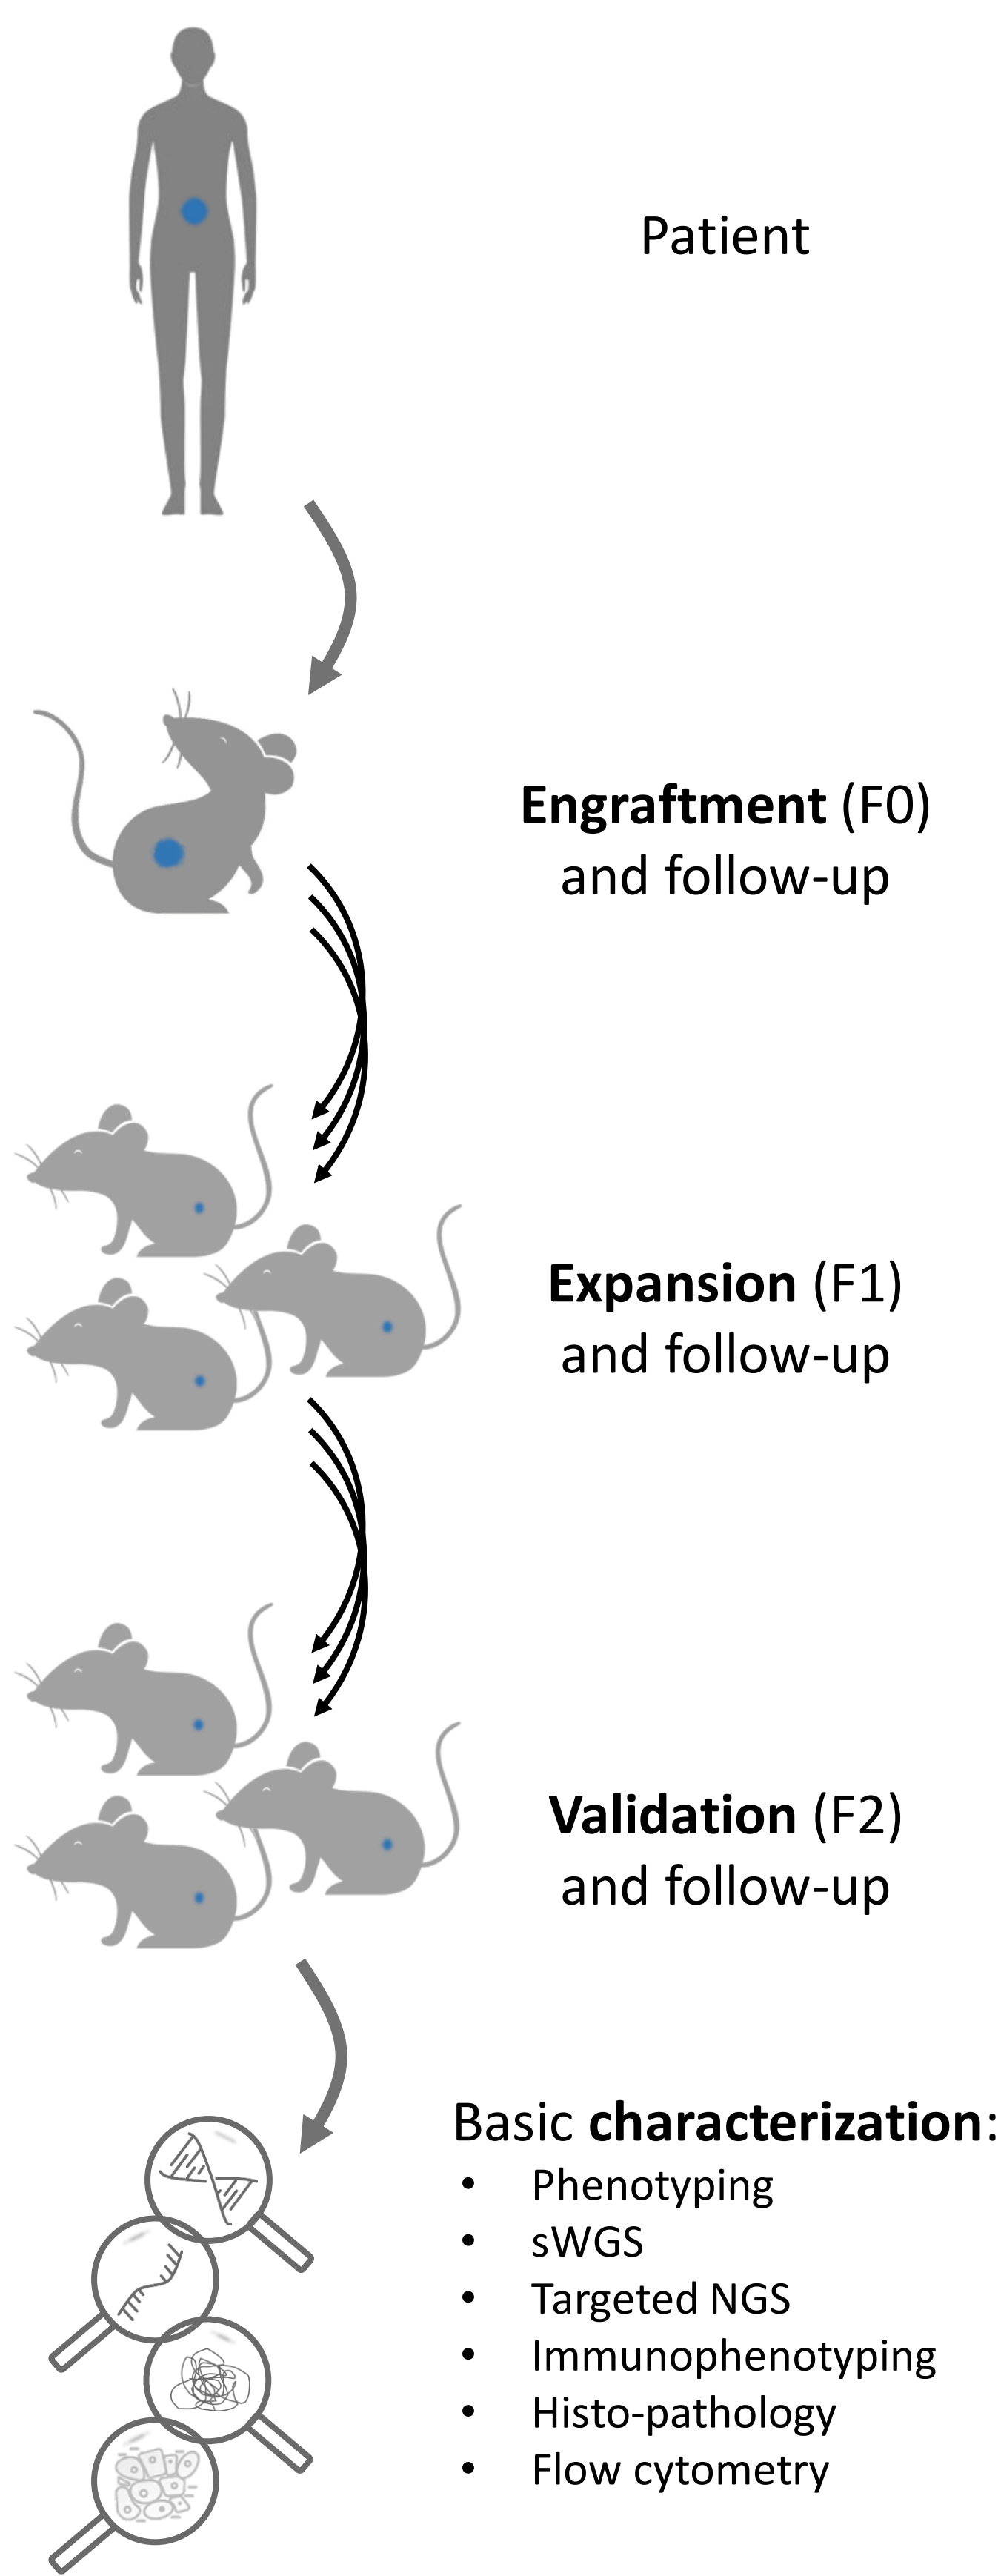 Patient
Engraftment (F0)
and follow-up
Expansion (F1)
and follow-up
Validation (F2)
and follow-up
Basic characterization:
• Phenotyping
• sWGS
• Targeted NGS
• Immunophenotyping
• Histo-pathology
• Flow cytometry